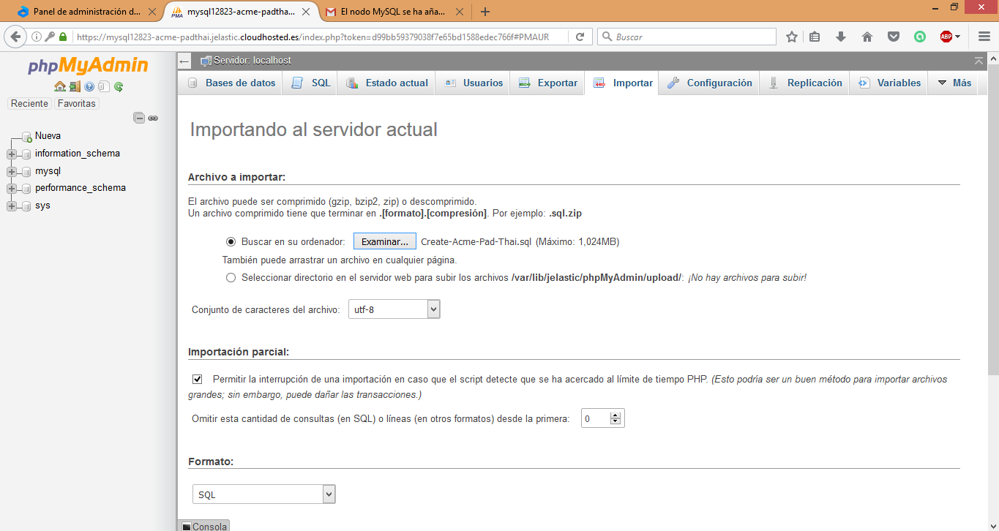 Panel de administración d...
mysql12823-acme-padtha...
El nodo MySQL se ha aña...
https://mysql12823-acme-padthai.jelastic.cloudhosted.es/index.php?token=d99bb59379038f7e65bd1588edec766f#PMAUR
Buscar
ABP
phpMyAdmin
Reciente
Favoritas
Nueva
information_schema
mysql
performance_schema
sys
Servidor: localhost
Bases de datos
SQL
Estado actual
Usuarios
Exportar
Importar
Configuración
Replicación
Variables
Más
Importando al servidor actual
Archivo a importar:
El archivo puede ser comprimido (gzip, bzip2, zip) o descomprimido.
Un archivo comprimido tiene que terminar en .[formato].[compresión]. Por ejemplo: .sql.zip
Buscar en su ordenador: Examinar... Create-Acme-Pad-Thai.sql (Máximo: 1,024MB)
También puede arrastrar un archivo en cualquier página.
Seleccionar directorio en el servidor web para subir los archivos /var/lib/jelastic/phpMyAdmin/upload/: ¡No hay archivos para subir!
Conjunto de caracteres del archivo: utf-8
Importación parcial:
Permitir la interrupción de una importación en caso que el script detecte que se ha acercado al límite de tiempo PHP. (Esto podría ser un buen método para importar archivos
grandes; sin embargo, puede dañar las transacciones.)
Omitir esta cantidad de consultas (en SQL) o líneas (en otros formatos) desde la primera: 0
Formato:
SQL
Consola